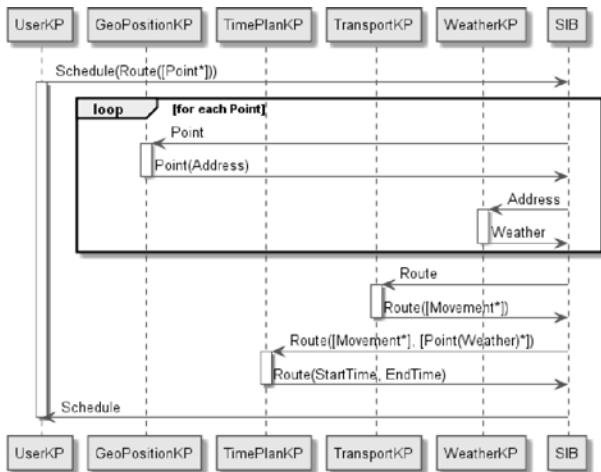 UserKP GeoPositionKP TimePlanKP TransportKP WeatherKP SIB
Schedule(Route([Point*]))
loop [for each Point]
Point
Point(Address)
Address
Weather
Route
Route([Movement*])
Route([Movement*], [Point(Weather)*])
Route(StartTime, EndTime)
Schedule
UserKP GeoPositionKP TimePlanKP TransportKP WeatherKP SIB